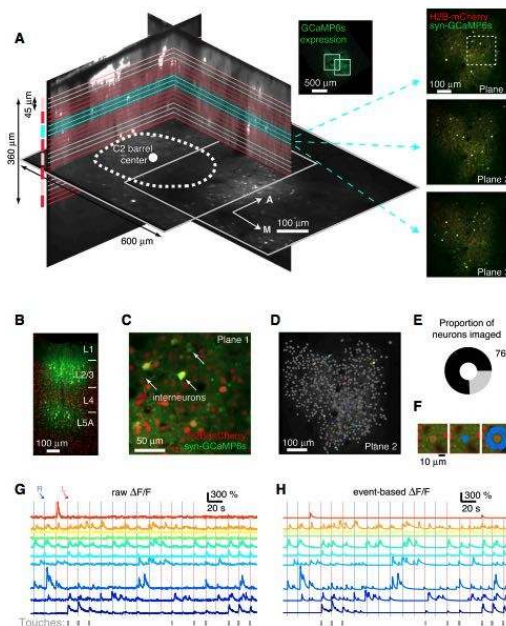 A
GCaMP6s
expression
500 µm
H2B-mCherry
syn-GCaMP6s
100 µm
Plane
45 µm
360 µm
C2 barrel
center
A
M
100 µm
600 µm
Plane 2
Plane
B
L1
L2/3
L4
L5A
100 µm
C
Plane 1
interneurons
syn-GCaMP6s
50 µm
D
100 µm
Plane 2
E
Proportion of
neurons imaged
76
F
10 µm
G
raw ΔF/F
300 %
20 s
H
event-based ΔF/F
300 %
20 s
Touches: